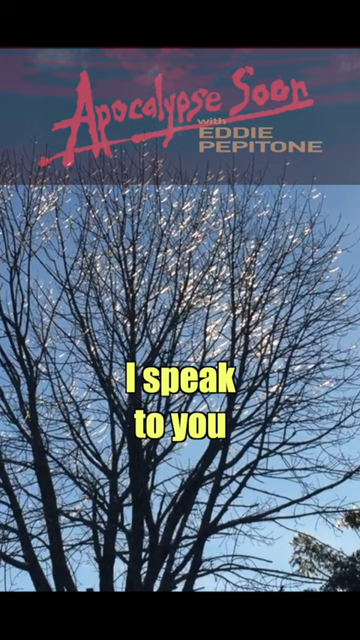 Apocalypse Soon
with
EDDIE
PEPITONE
I speak
to you